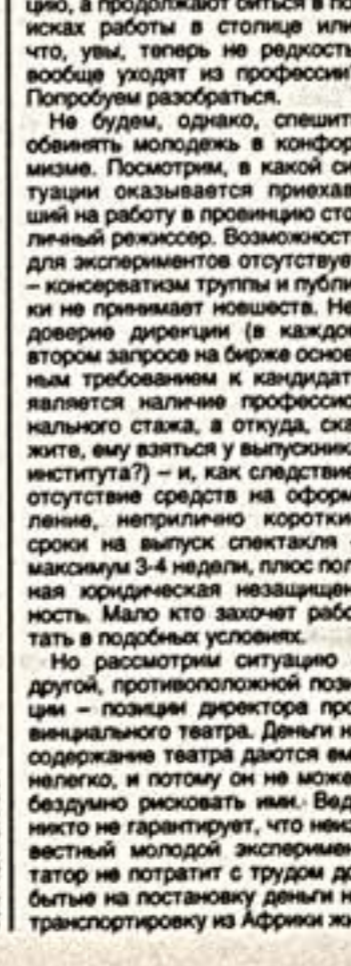 цию, а продолжают биться в по
исках работы в столице или
что, увы, теперь не редкость
вообще уходят из профессии
Попробуем разобраться.
Не будем, однако, спешит
обвинять молодежь в конфор
мизме. Посмотрим, в какой си
туации оказывается приехав
ший на работу в провинцию сто
личный режиссер. Возможност
для экспериментов отсутствуе
– консерватизм труппы и публи
ки не принимает новшеств. Не
доверие дирекции (в каждо
втором запросе на бирже основ
ным требованием к кандидат
является наличие профессио
нального стажа, а откуда, ска
жите, ему взяться у выпускник
института?) – и, как следствие
отсутствие средств на оформ
ление, неприлично коротки
сроки на выпуск спектакля -
максимум 3-4 недели, плюс пол
ная юридическая незащищен
ность. Мало кто захочет рабо
тать в подобных условиях.
Но рассмотрим ситуацию
другой, противоположной пози
ции – позиции директора про
винциального театра. Деньги н
содержание театра даются ем
нелегко, и потому он не може
бездумно рисковать ими. Вед
никто не гарантирует, что неиз
вестный молодой эксперимен
татор не потратит с трудом до
бытые на постановку деньги н
транспортировку из Африки жи